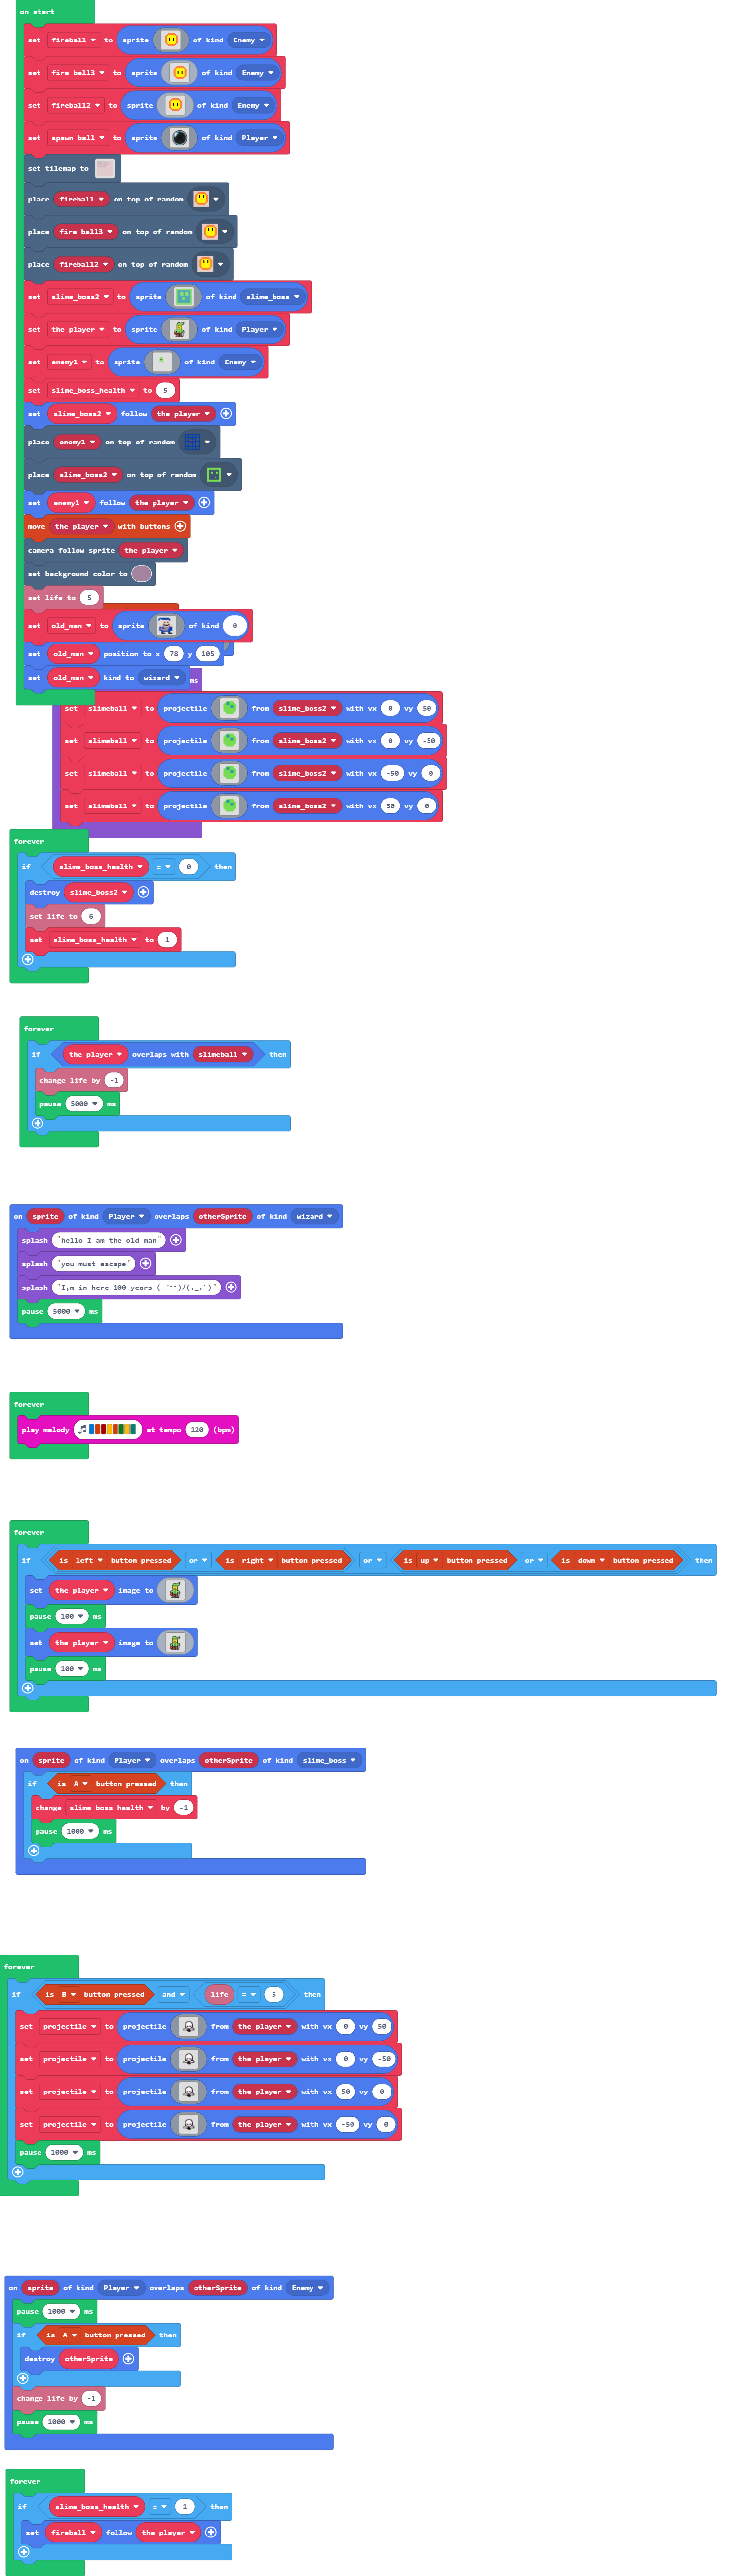 on start
set fireball to sprite of kind Enemy
set fire ball3 to sprite of kind Enemy
set fireball2 to sprite of kind Enemy
set spawn ball to sprite of kind Player
set tilemap to
place fireball on top of random
place fire ball3 on top of random
place fireball2 on top of random
set slime_boss2 to sprite of kind slime_boss
set the player to sprite of kind Player
set enemy1 to sprite of kind Enemy
set slime_boss_health to 5
set slime_boss2 follow the player
place enemy1 on top of random
place slime_boss2 on top of random
set enemy1 follow the player
move the player with buttons
camera follow sprite the player
set background color to
set life to 5
set old_man to sprite of kind 0
set old_man position to x 78 y 105
set old_man kind to wizard ms
set slimeball to projectile from slime_boss2 with vx 0 vy 50
set slimeball to projectile from slime_boss2 with vx 0 vy -50
set slimeball to projectile from slime_boss2 with vx -50 vy 0
set slimeball to projectile from slime_boss2 with vx 50 vy 0
forever
if slime_boss_health = 0 then
destroy slime_boss2
set life to 6
set slime_boss_health to 1
forever
if the player overlaps with slimeball then
change life by -1
pause 5000 ms
on sprite of kind Player overlaps otherSprite of kind wizard
splash "hello I am the old man"
splash "you must escape"
splash "I,m in here 100 years ( ´･･)ﾉ(._.`)"
pause 5000 ms
forever
play melody at tempo 120 (bpm)
forever
if is left button pressed or is right button pressed or is up button pressed or is down button pressed then
set the player image to
pause 100 ms
set the player image to
pause 100 ms
on sprite of kind Player overlaps otherSprite of kind slime_boss
if is A button pressed then
change slime_boss_health by -1
pause 1000 ms
forever
if is B button pressed and life = 5 then
set projectile to projectile from the player with vx 0 vy 50
set projectile to projectile from the player with vx 0 vy -50
set projectile to projectile from the player with vx 50 vy 0
set projectile to projectile from the player with vx -50 vy 0
pause 1000 ms
on sprite of kind Player overlaps otherSprite of kind Enemy
pause 1000 ms
if is A button pressed then
destroy otherSprite
change life by -1
pause 1000 ms
forever
if slime_boss_health = 1 then
set fireball follow the player